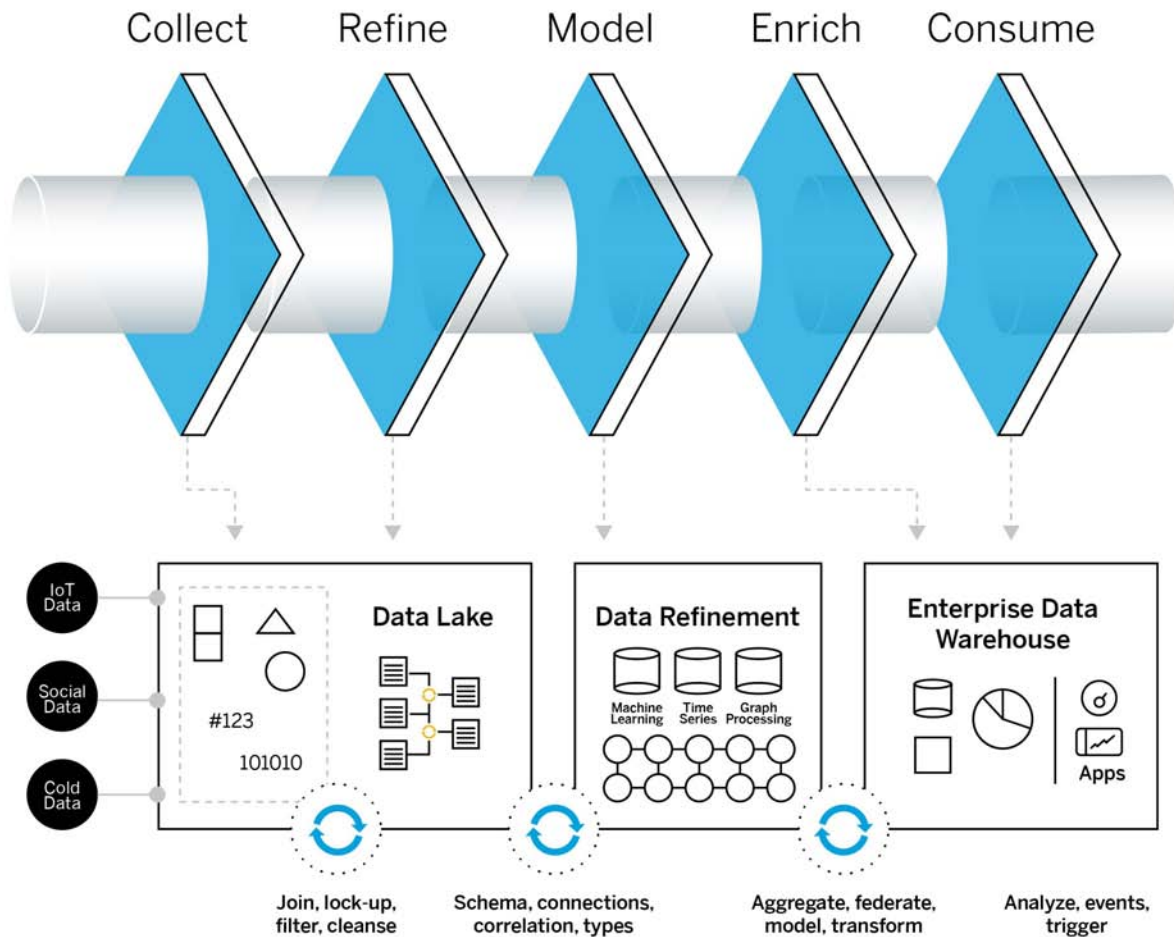 Collect
Refine
Model
Enrich
Consume
IoT
Data
Social
Data
Cold
Data
#123
101010
Data Lake
Data Refinement
Machine
Learning
Time
Series
Graph
Processing
Enterprise Data
Warehouse
Apps
Join, lock-up,
filter, cleanse
Schema, connections,
correlation, types
Aggregate, federate,
model, transform
Analyze, events,
trigger